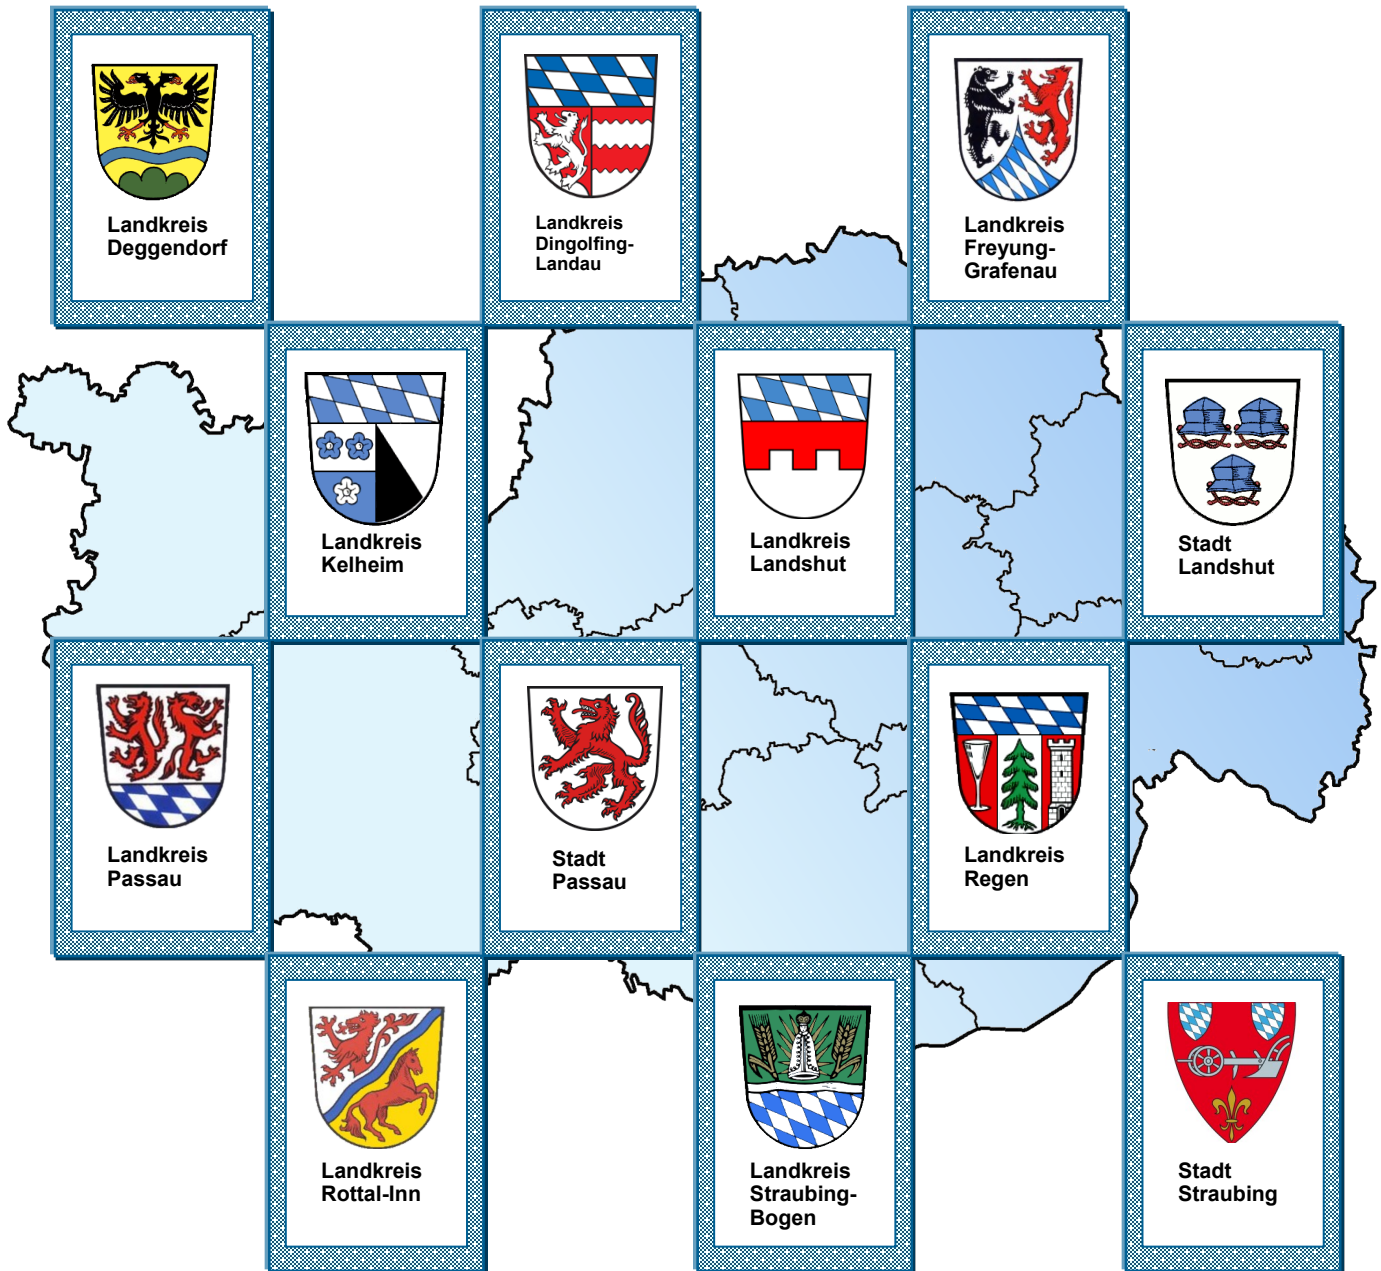 Landkreis
Deggendorf
Landkreis
Dingolfing-
Landau
Landkreis
Freyung-
Grafenau
Landkreis
Kelheim
Landkreis
Landshut
Stadt
Landshut
Landkreis
Passau
Stadt
Passau
Landkreis
Regen
Landkreis
Rottal-Inn
Landkreis
Straubing-
Bogen
Stadt
Straubing